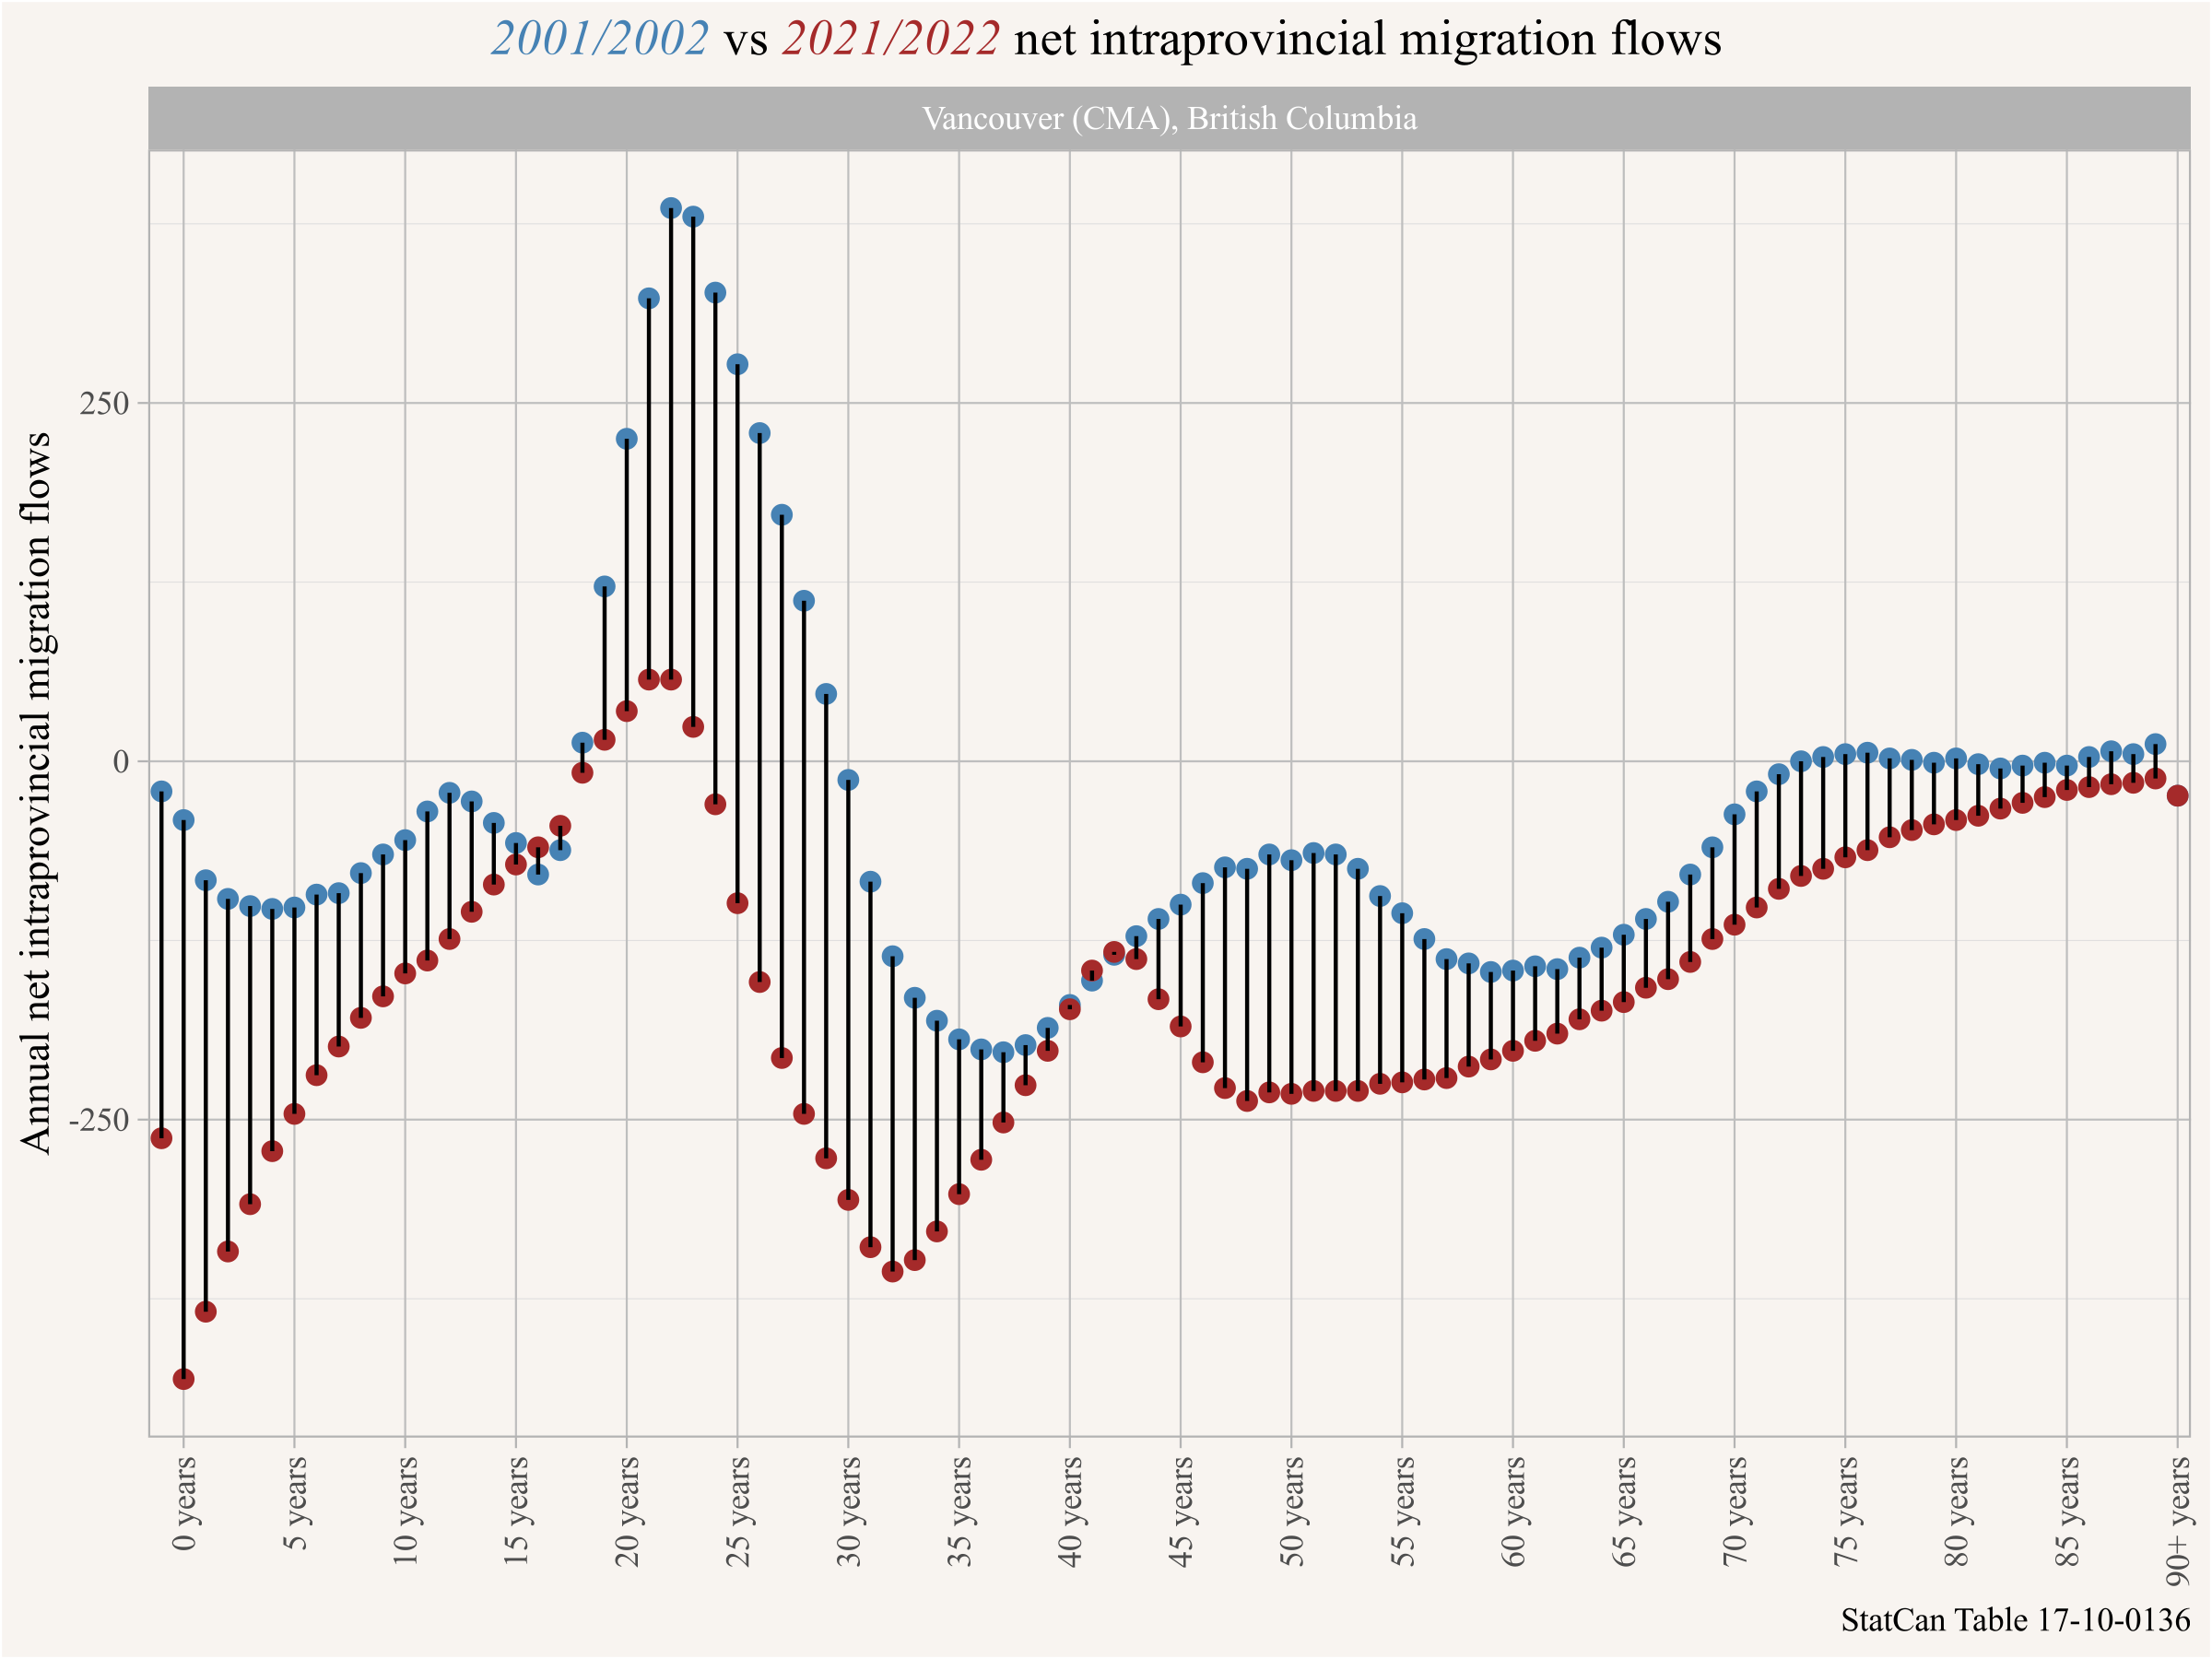 2001/2002 vs 2021/2022 net intraprovincial migration flows
Vancouver (CMA), British Columbia
Annual net intraprovincial migration flows
250
0
-250
0 years
5 years
10 years
15 years
20 years
25 years
30 years
35 years
40 years
45 years
50 years
55 years
60 years
65 years
70 years
75 years
80 years
85 years
90+ years
StatCan Table 17-10-0136